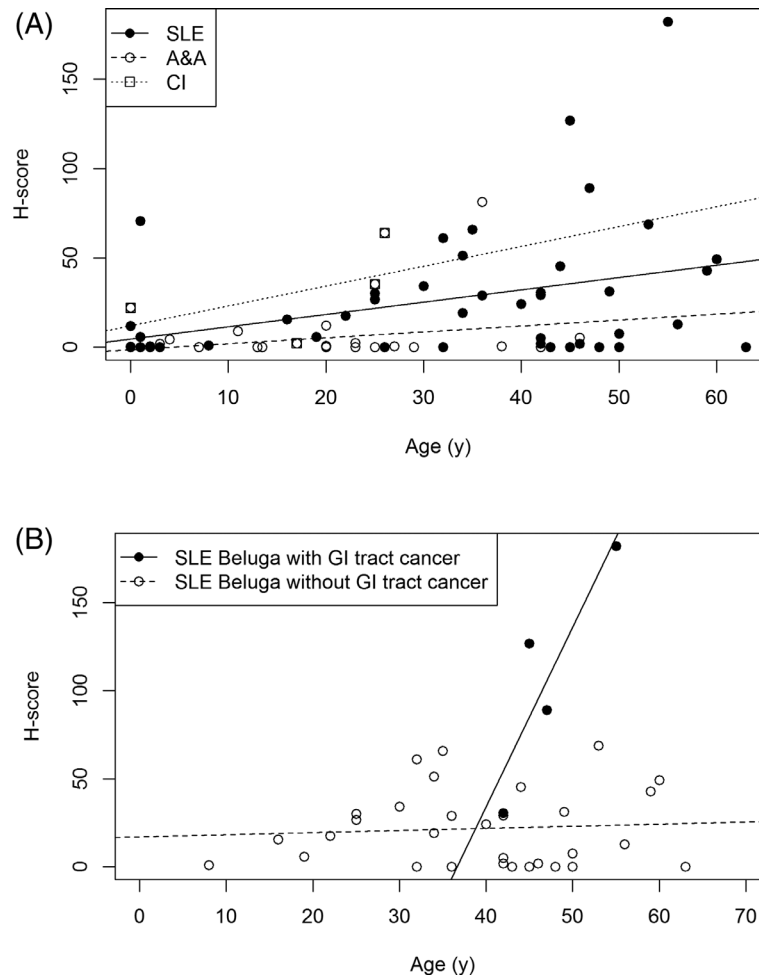 (A)
SLE
A&A
CI
H-score
150
100
50
0
0 10 20 30 40 50 60
Age (y)
(B)
SLE Beluga with GI tract cancer
SLE Beluga without GI tract cancer
H-score
150
100
50
0
0 10 20 30 40 50 60 70
Age (y)